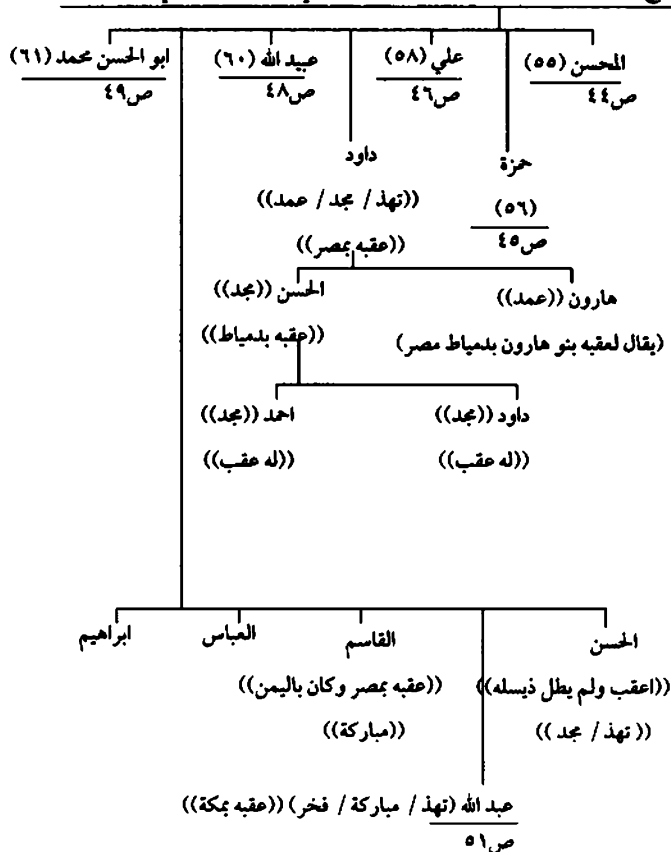 المحسن (٥٥) علي (٥٨) عبيد الله (٦٠) ابو الحسن محمد (٦١)
ص٤٤ ص٤٦ ص٤٨ ص٤٩
حمزة داود
(٥٦) ((تهذ / مجد / عمد))
ص٤٥ ((عقبه بمصر))
هارون ((عمد)) الحسن ((مجد))
(يقال لعقبه بنو هارون بدمياط مصر) ((عقبه بدمياط))
داود ((مجد)) احمد ((مجد))
((له عقب)) ((له عقب))
الحسن القاسم العباس ابراهيم
((اعقب ولم يطل ذيسله)) ((عقبه بمصر وكان باليمن))
((تهذ / مجد)) ((مباركة))
عبد الله (تهذ / مباركة / فخر) ((عقبه بمكة))
ص٥١